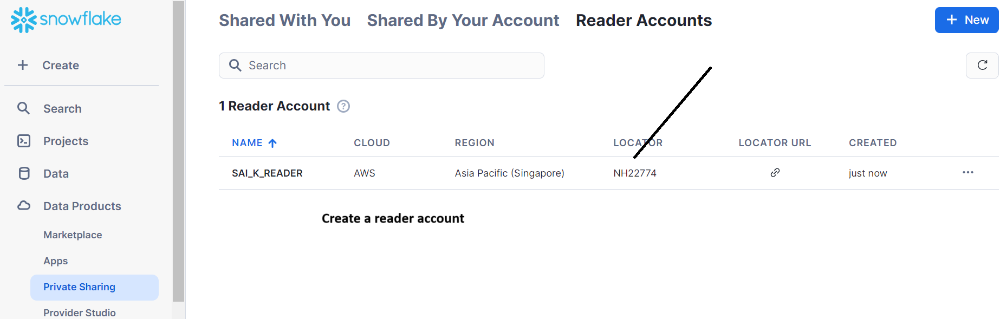 snowflake
Shared With You Shared By Your Account Reader Accounts
+ New
+ Create
Search
Search
1 Reader Account ?
Projects
Data
Data Products
Marketplace
Apps
Private Sharing
Provider Studio
NAME ↑ CLOUD REGION LOCATOR LOCATOR URL CREATED
SAI_K_READER AWS Asia Pacific (Singapore) NH22774 just now ...
Create a reader account